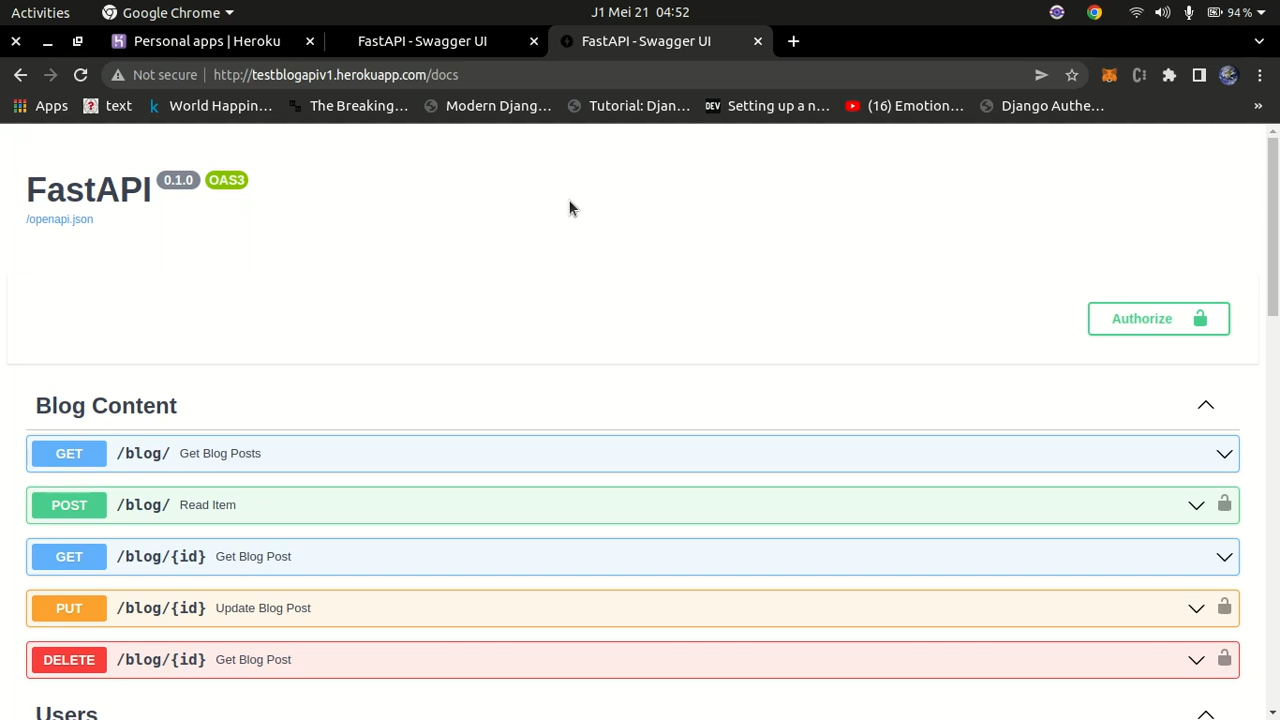 Activities Google Chrome J1 Mei 21 04:52 94 %
Personal apps | Heroku FastAPI - Swagger UI FastAPI - Swagger UI
Not secure http://testblogapiv1.herokuapp.com/docs
Apps text World Happin... The Breaking... Modern Djang... Tutorial: Djan... DEV Setting up a n... (16) Emotion... Django Authe... »
FastAPI 0.1.0 OAS3
/openapi.json
Authorize
Blog Content
GET /blog/ Get Blog Posts
POST /blog/ Read Item
GET /blog/{id} Get Blog Post
PUT /blog/{id} Update Blog Post
DELETE /blog/{id} Get Blog Post
Users